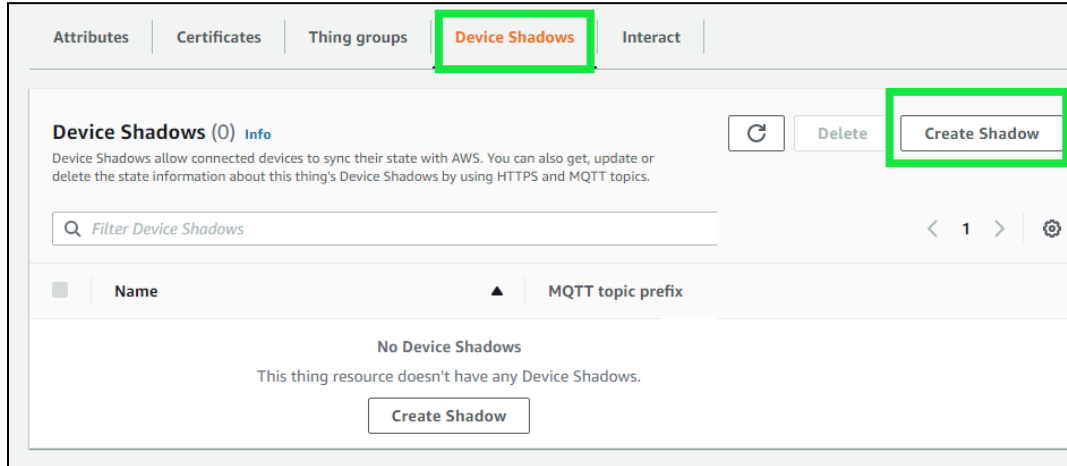 Attributes Certificates Thing groups Device Shadows Interact
Device Shadows (0) Info
Delete Create Shadow
Device Shadows allow connected devices to sync their state with AWS. You can also get, update or
delete the state information about this thing's Device Shadows by using HTTPS and MQTT topics.
Filter Device Shadows
1
Name MQTT topic prefix
No Device Shadows
This thing resource doesn't have any Device Shadows.
Create Shadow